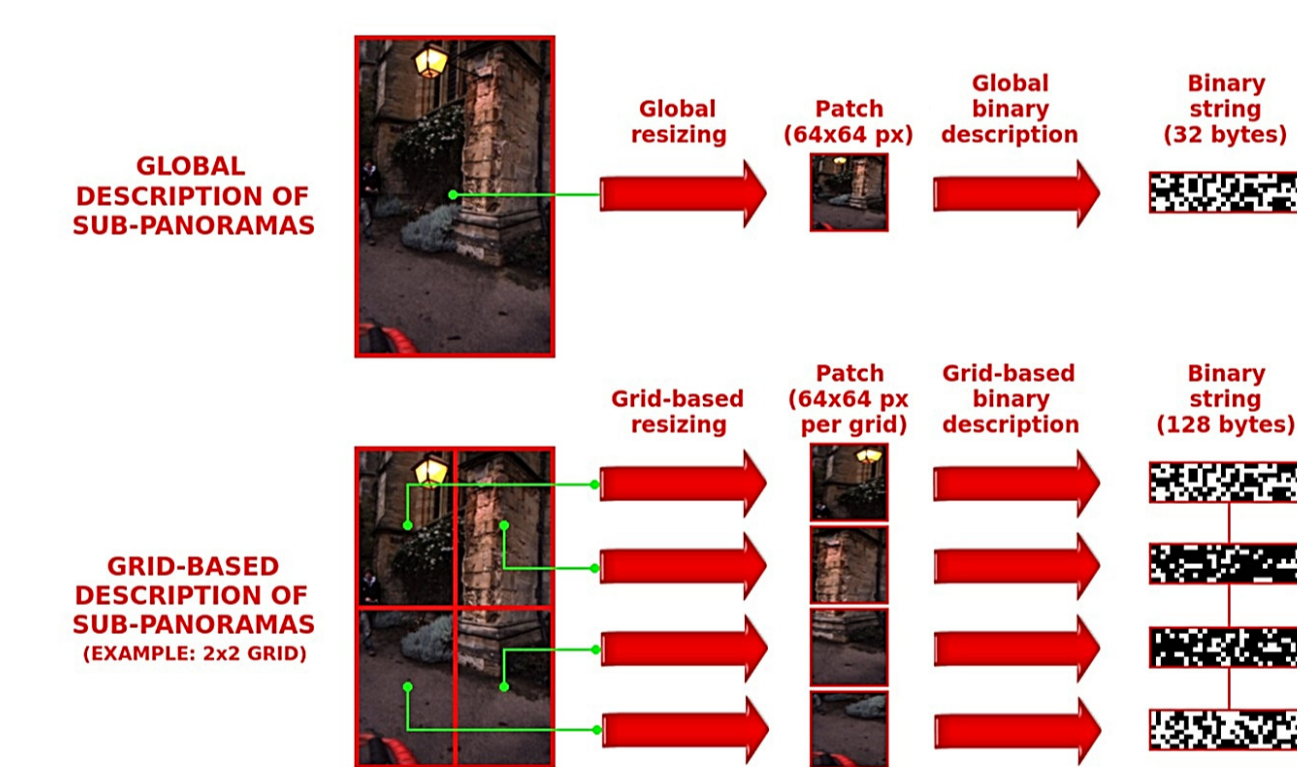 GLOBAL
DESCRIPTION OF
SUB-PANORAMAS
Global
resizing
Patch
(64x64 px)
Global
binary
description
Binary
string
(32 bytes)
GRID-BASED
DESCRIPTION OF
SUB-PANORAMAS
(EXAMPLE: 2x2 GRID)
Grid-based
resizing
Patch
(64x64 px
per grid)
Grid-based
binary
description
Binary
string
(128 bytes)